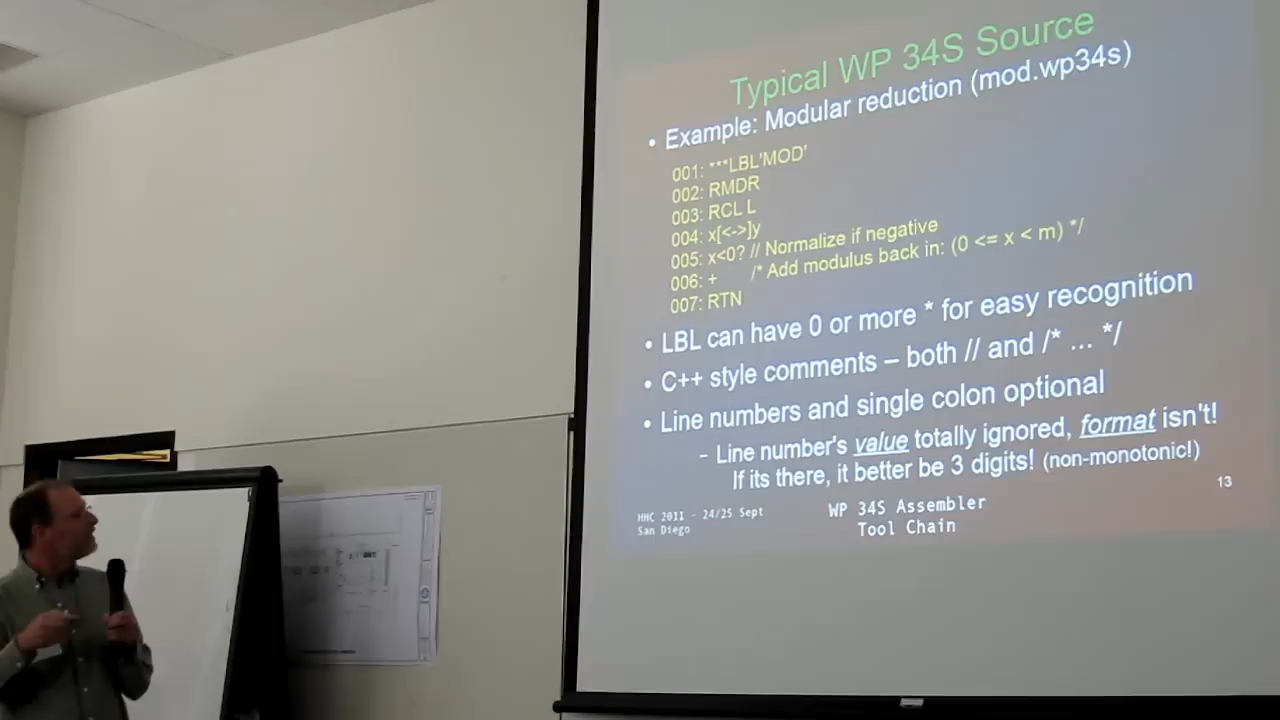 Typical WP 34S Source
• Example: Modular reduction (mod.wp34s)
001: ***LBL'MOD'
002: RMDR
003: RCL L
004: x[<->]y
005: x<0? // Normalize if negative
006: + /* Add modulus back in: (0 <= x < m) */
007: RTN
• LBL can have 0 or more * for easy recognition
• C++ style comments – both // and /* ... */
• Line numbers and single colon optional
– Line number's value totally ignored, format isn't!
If its there, it better be 3 digits! (non-monotonic!)
HHC 2011 - 24/25 Sept
San Diego
WP 34S Assembler
Tool Chain
13